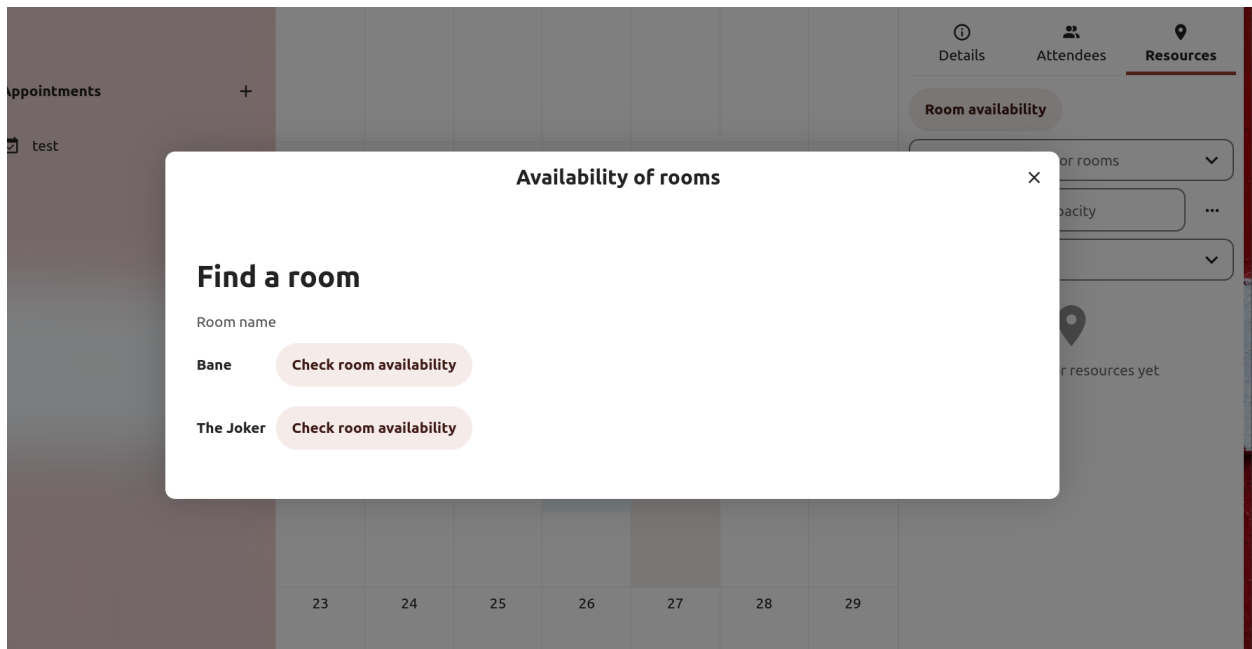 Details
Attendees
Resources
Appointments
Room availability
test
or rooms
Availability of rooms
pacity
Find a room
Room name
Bane
Check room availability
r resources yet
The Joker
Check room availability
23
24
25
26
27
28
29